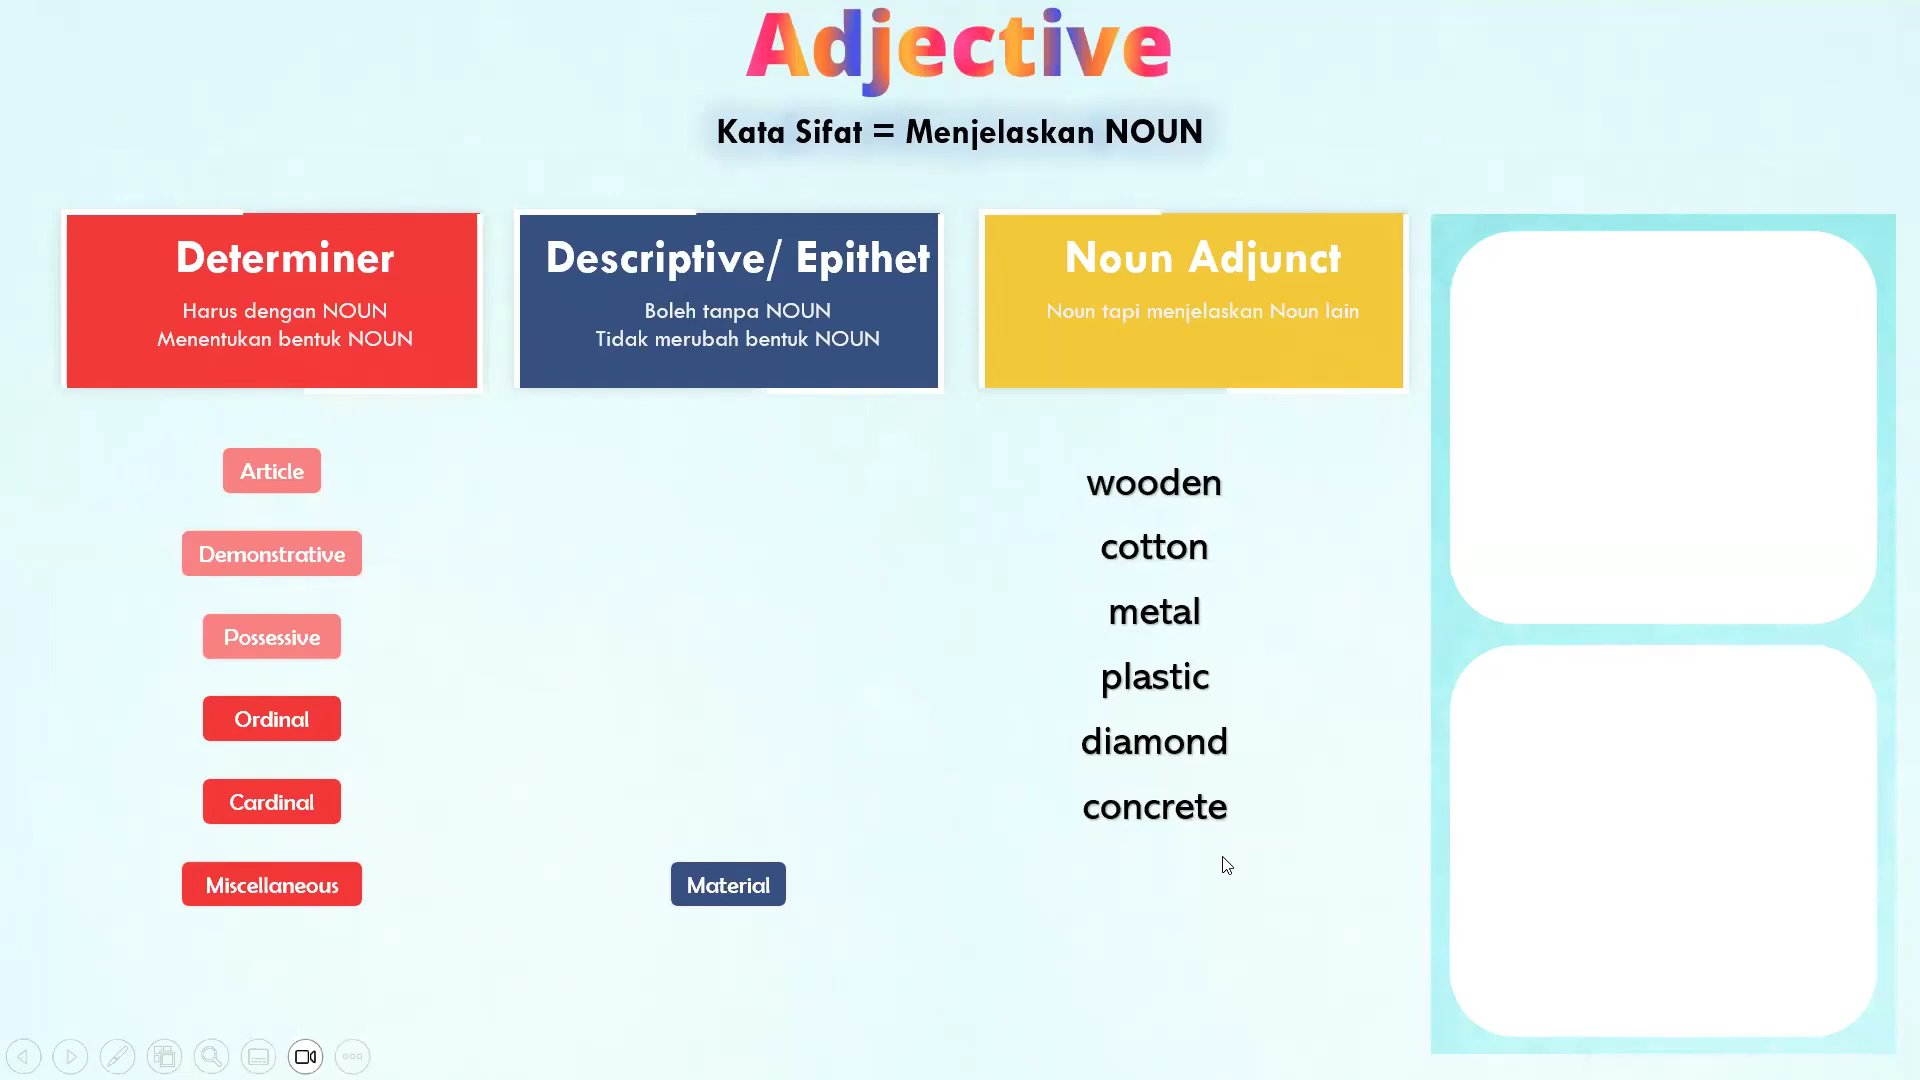 Adjective
Kata Sifat = Menjelaskan NOUN
Determiner
Harus dengan NOUN
Menentukan bentuk NOUN
Descriptive/ Epithet
Boleh tanpa NOUN
Tidak merubah bentuk NOUN
Noun Adjunct
Noun tapi menjelaskan Noun lain
Article
Demonstrative
Possessive
Ordinal
Cardinal
Miscellaneous
Material
wooden
cotton
metal
plastic
diamond
concrete